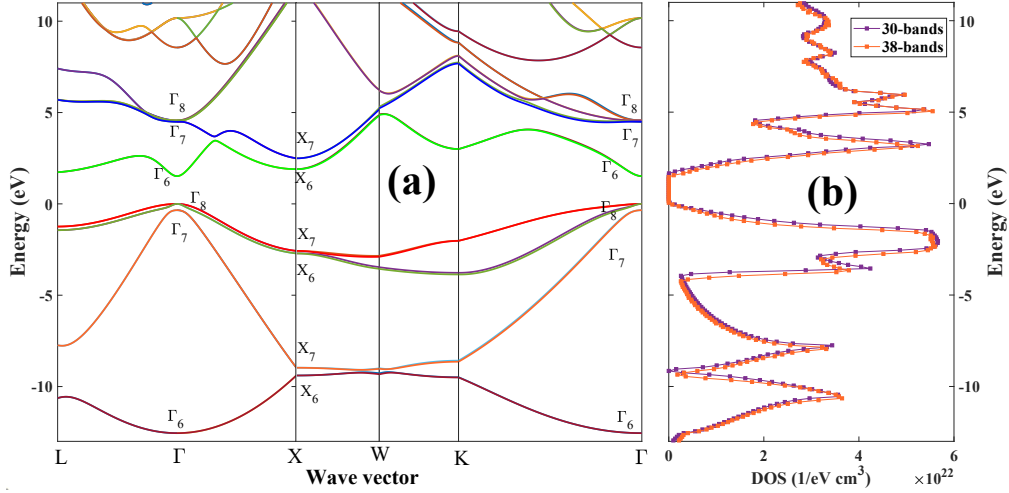 (a)
Energy (eV)
10
5
0
-5
-10
Γ8
Γ7
Γ6
Γ8
Γ7
Γ6
X7
X6
X7
X6
X7
X6
Γ8
Γ7
Γ6
Γ8
Γ7
Γ6
L
Γ
X
W
K
Γ
Wave vector
(b)
30-bands
38-bands
10
5
0
-5
-10
Energy (eV)
0
2
4
6
DOS (1/eV cm³)
×10²²